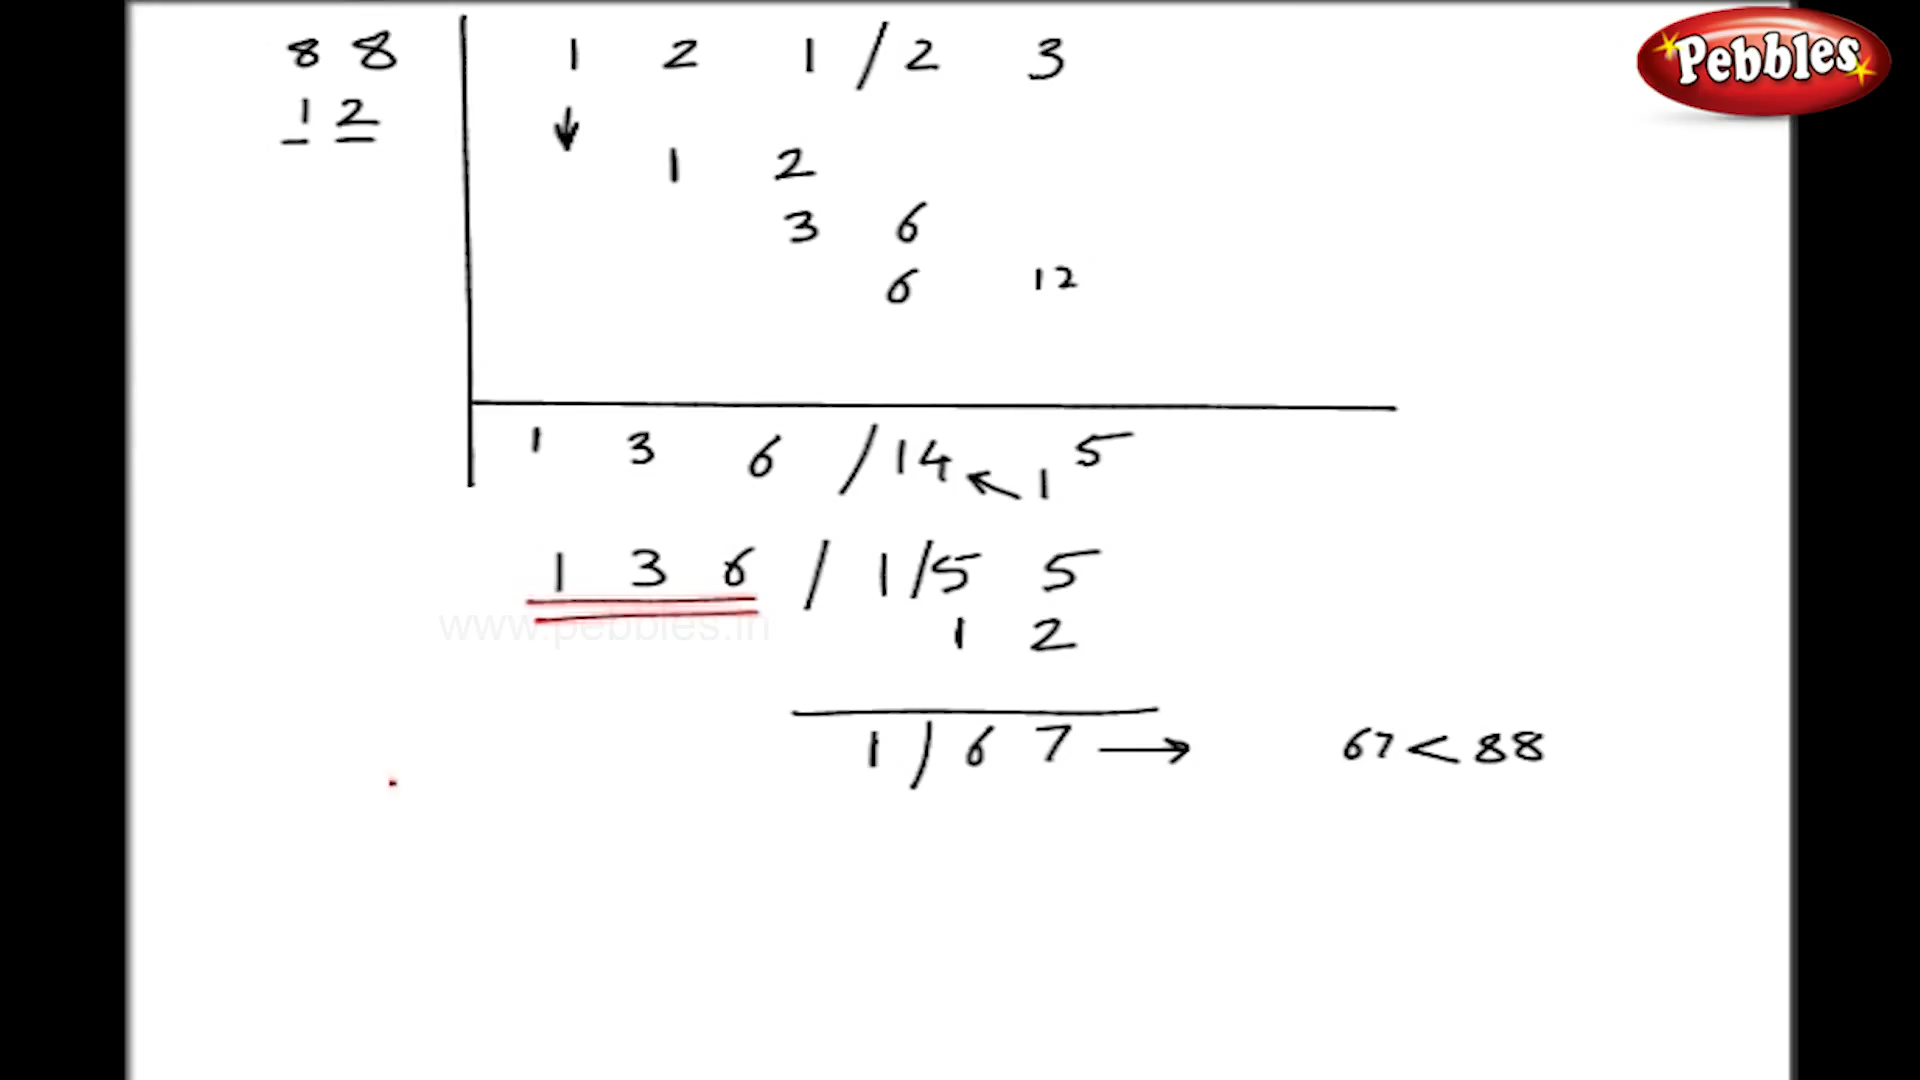 8 8 1 2 1 / 2 3
1 2
1 2
3 6
6 12
1 3 6 / 14 ← 1 5
1 3 6 / 1 / 5 5
1 2
1 / 6 7 → 67 < 88
Pebbles
www.pebbles.in